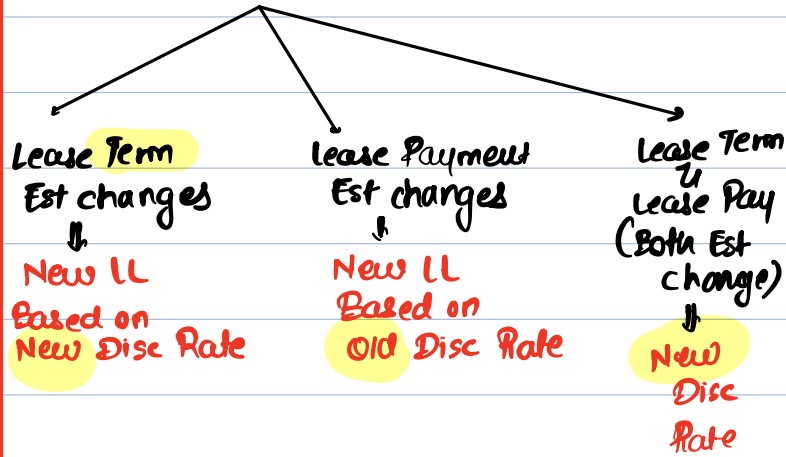 Lease Term
Est changes
⇓
New LL
Based on
New Disc Rate
lease Payment
Est changes
⇓
New LL
Based on
Old Disc Rate
Lease Term
Lease Pay
(Both Est
change)
⇓
New
Disc
Rate